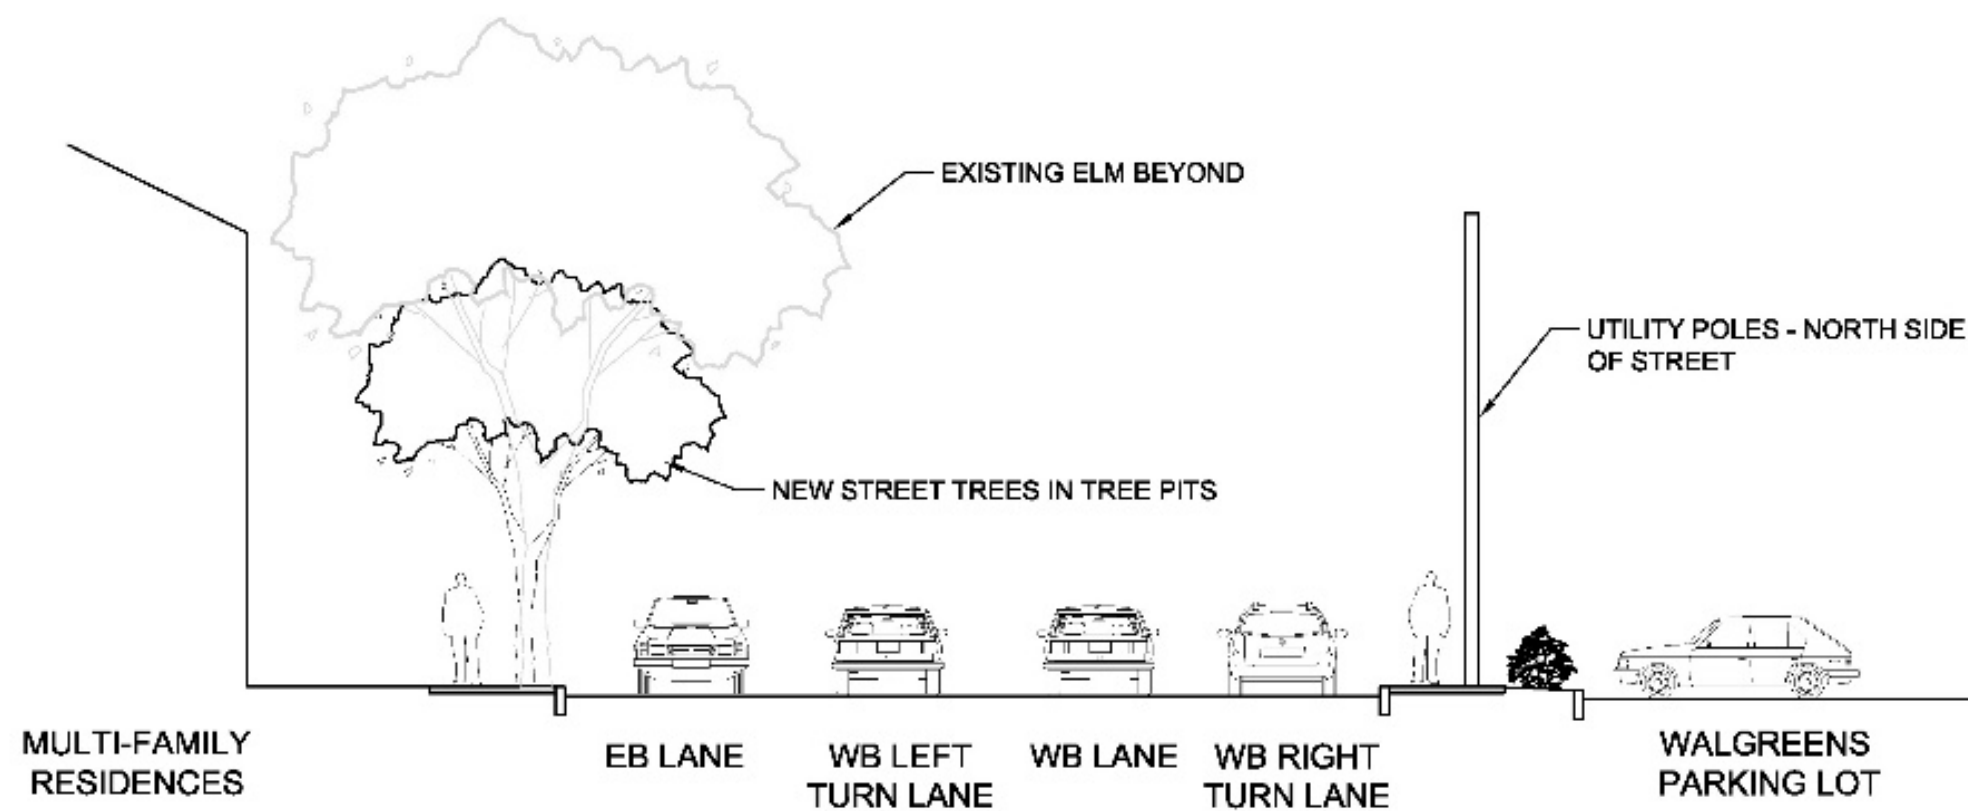 EXISTING ELM BEYOND
UTILITY POLES - NORTH SIDE
OF STREET
NEW STREET TREES IN TREE PITS
MULTI-FAMILY
RESIDENCES
EB LANE
WB LEFT
TURN LANE
WB LANE
WB RIGHT
TURN LANE
WALGREENS
PARKING LOT